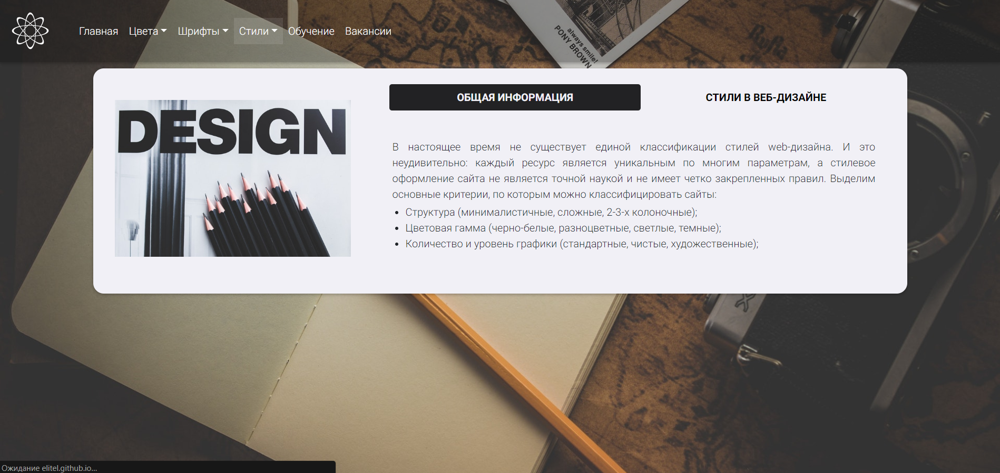 Главная Цвета Шрифты Стили Обучение Вакансии
always smile!
PONY BROWN
ОБЩАЯ ИНФОРМАЦИЯ
СТИЛИ В ВЕБ-ДИЗАЙНЕ
DESIGN
В настоящее время не существует единой классификации стилей web-дизайна. И это
неудивительно: каждый ресурс является уникальным по многим параметрам, а стилевое
оформление сайта не является точной наукой и не имеет четко закрепленных правил. Выделим
основные критерии, по которым можно классифицировать сайты:
• Структура (минималистичные, сложные, 2-3-х колоночные);
• Цветовая гамма (черно-белые, разноцветные, светлые, темные);
• Количество и уровень графики (стандартные, чистые, художественные);
Ожидание elitel.github.io...